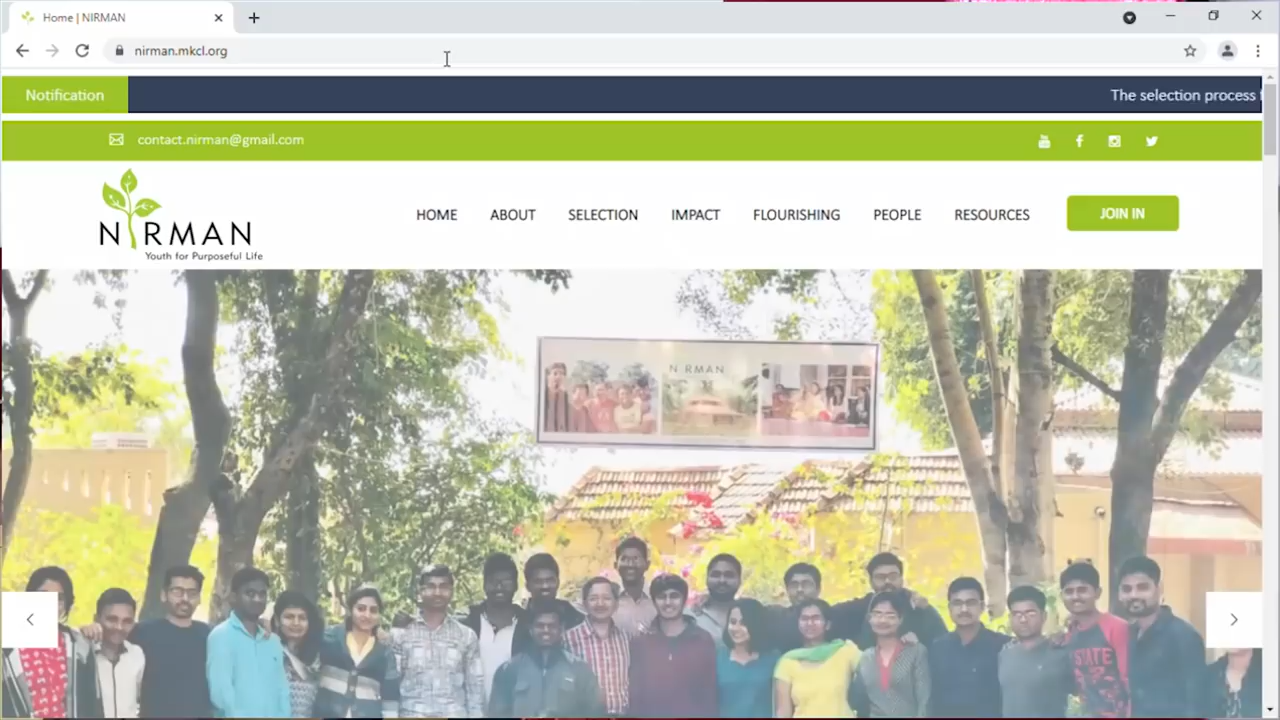 Home | NIRMAN
nirman.mkcl.org
Notification
The selection process
contact.nirman@gmail.com
NIRMAN
Youth for Purposeful Life
HOME ABOUT SELECTION IMPACT FLOURISHING PEOPLE RESOURCES JOIN IN
N RMAN
STATE